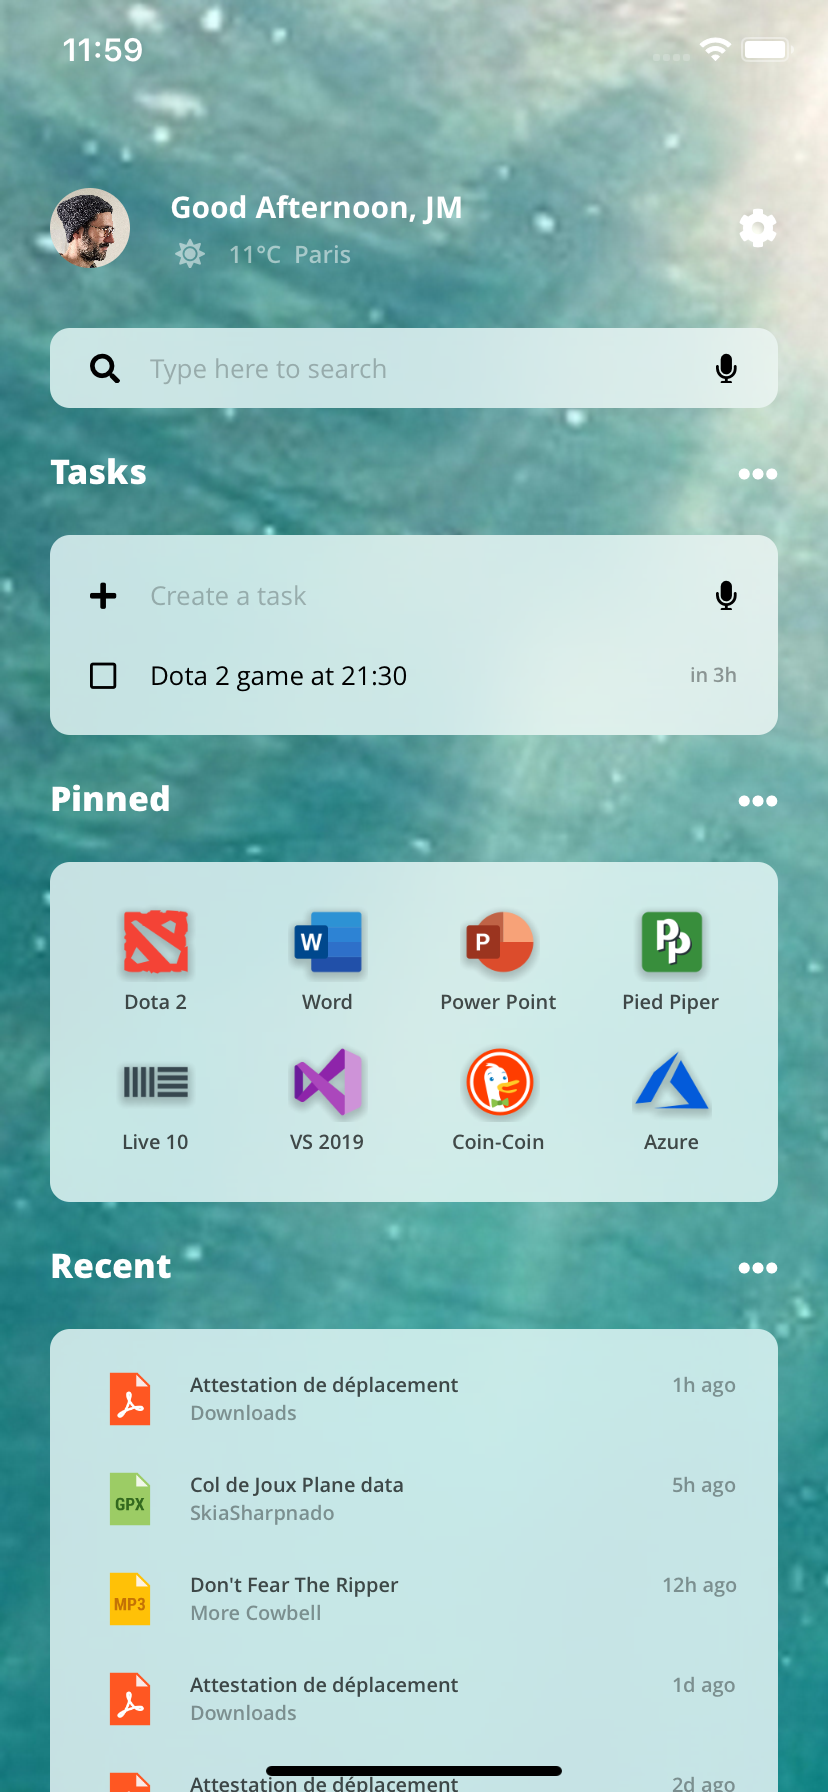 11:59
Good Afternoon, JM
11°C Paris
Type here to search
Tasks
Create a task
Dota 2 game at 21:30 in 3h
Pinned
W P pp
Dota 2 Word Power Point Pied Piper
Live 10 VS 2019 Coin-Coin Azure
Recent
Attestation de déplacement 1h ago
Downloads
Col de Joux Plane data 5h ago
GPX SkiaSharpnado
Don't Fear The Ripper 12h ago
MP3 More Cowbell
Attestation de déplacement 1d ago
Downloads
Attestation de déplacement 2d ago